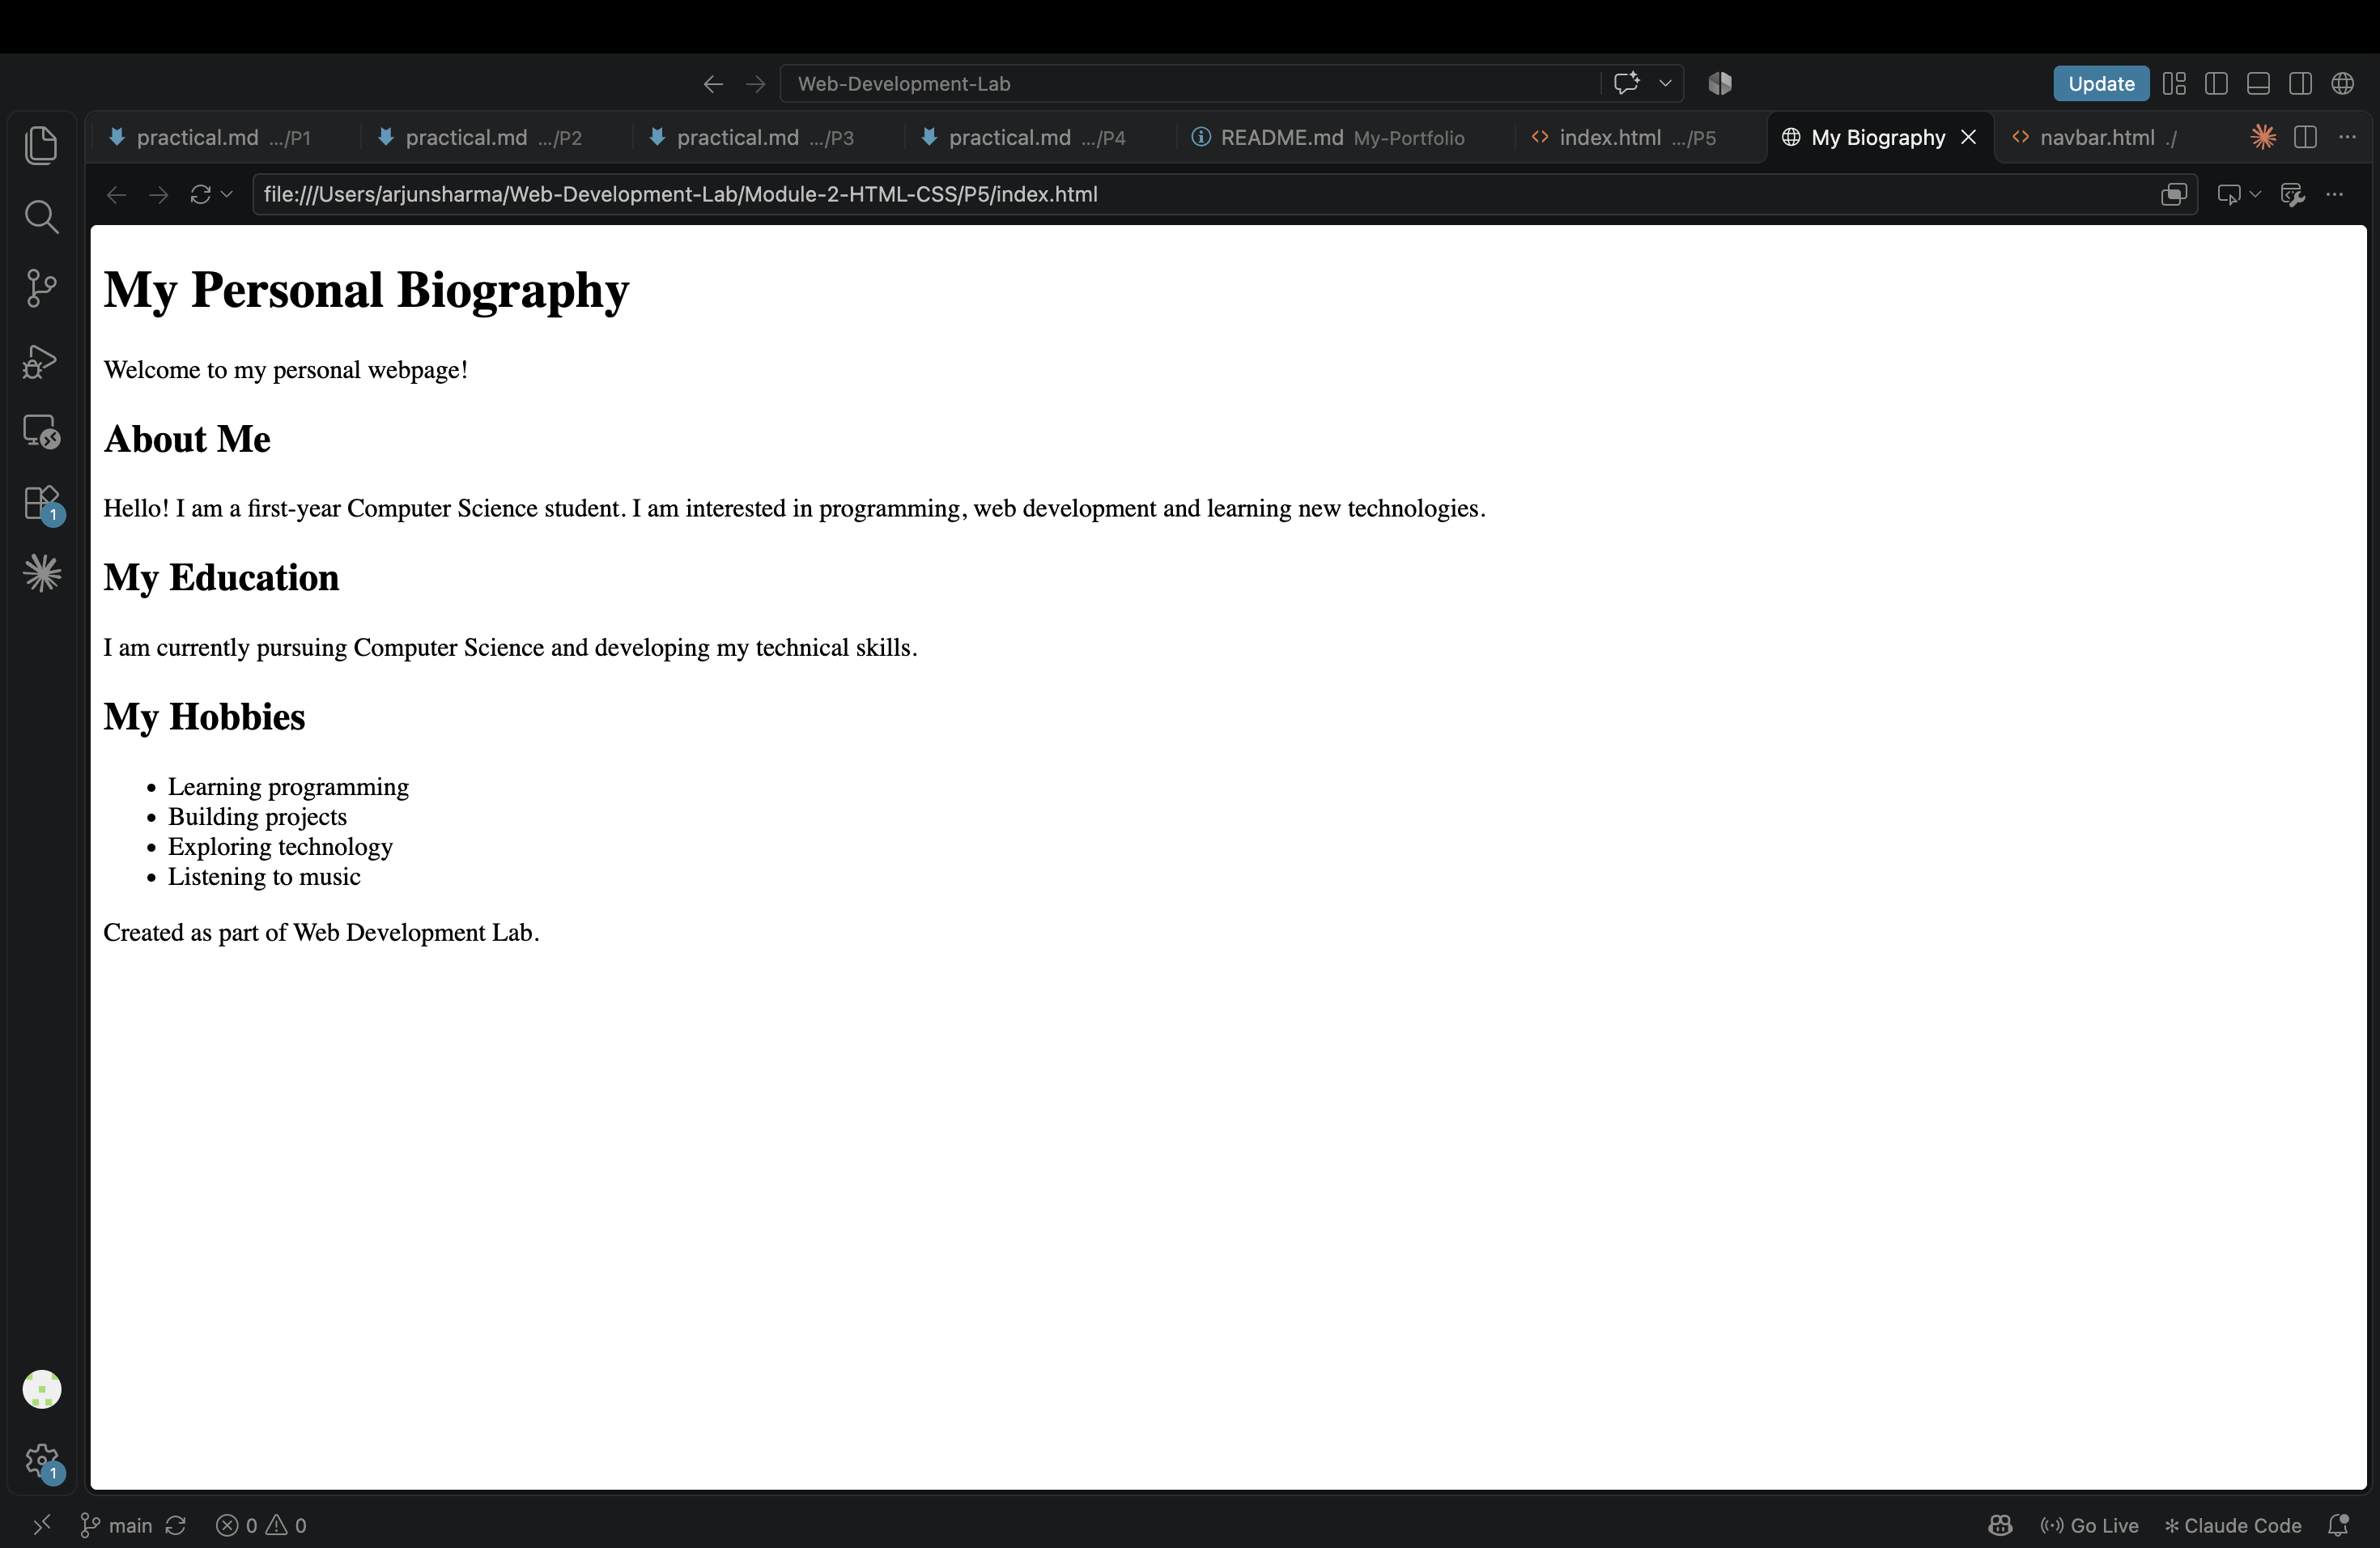 Web-Development-Lab
Update
practical.md .../P1
practical.md .../P2
practical.md .../P3
practical.md .../P4
README.md My-Portfolio
index.html .../P5
My Biography
navbar.html ./
file:///Users/arjunsharma/Web-Development-Lab/Module-2-HTML-CSS/P5/index.html
My Personal Biography
Welcome to my personal webpage!
About Me
Hello! I am a first-year Computer Science student. I am interested in programming, web development and learning new technologies.
My Education
I am currently pursuing Computer Science and developing my technical skills.
My Hobbies
• Learning programming
• Building projects
• Exploring technology
• Listening to music
Created as part of Web Development Lab.
1
1
main
0
0
Go Live
Claude Code